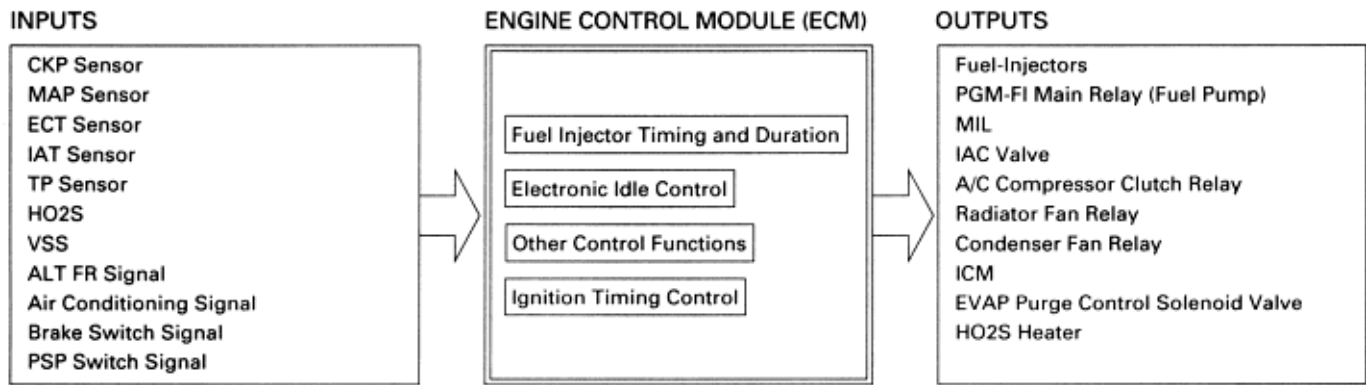 INPUTS
CKP Sensor
MAP Sensor
ECT Sensor
IAT Sensor
TP Sensor
HO2S
VSS
ALT FR Signal
Air Conditioning Signal
Brake Switch Signal
PSP Switch Signal
ENGINE CONTROL MODULE (ECM)
Fuel Injector Timing and Duration
Electronic Idle Control
Other Control Functions
Ignition Timing Control
OUTPUTS
Fuel-Injectors
PGM-FI Main Relay (Fuel Pump)
MIL
IAC Valve
A/C Compressor Clutch Relay
Radiator Fan Relay
Condenser Fan Relay
ICM
EVAP Purge Control Solenoid Valve
HO2S Heater